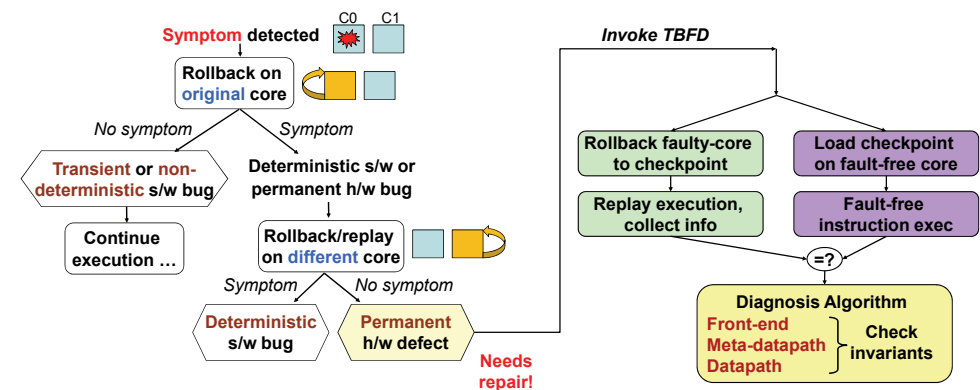 C0 C1
Symptom detected
Rollback on
original core
No symptom
Symptom
Transient or non-
deterministic s/w bug
Deterministic s/w or
permanent h/w bug
Continue
execution ...
Rollback/replay
on different core
Symptom
No symptom
Deterministic
s/w bug
Permanent
h/w defect
Needs
repair!
Invoke TBFD
Rollback faulty-core
to checkpoint
Load checkpoint
on fault-free core
Replay execution,
collect info
Fault-free
instruction exec
=?
Diagnosis Algorithm
Front-end
Meta-datapath
Datapath
Check
invariants